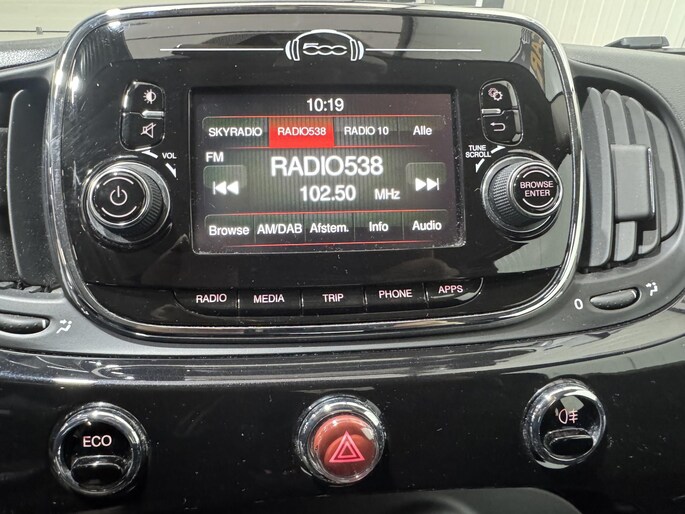 500
10:19
SKYRADIO RADIO538 RADIO 10 Alle
FM
RADIO538
102.50 MHz
Browse AM/DAB Afstem. Info Audio
VOL
TUNE
SCROLL
BROWSE
ENTER
RADIO MEDIA TRIP PHONE APPS
0
ECO